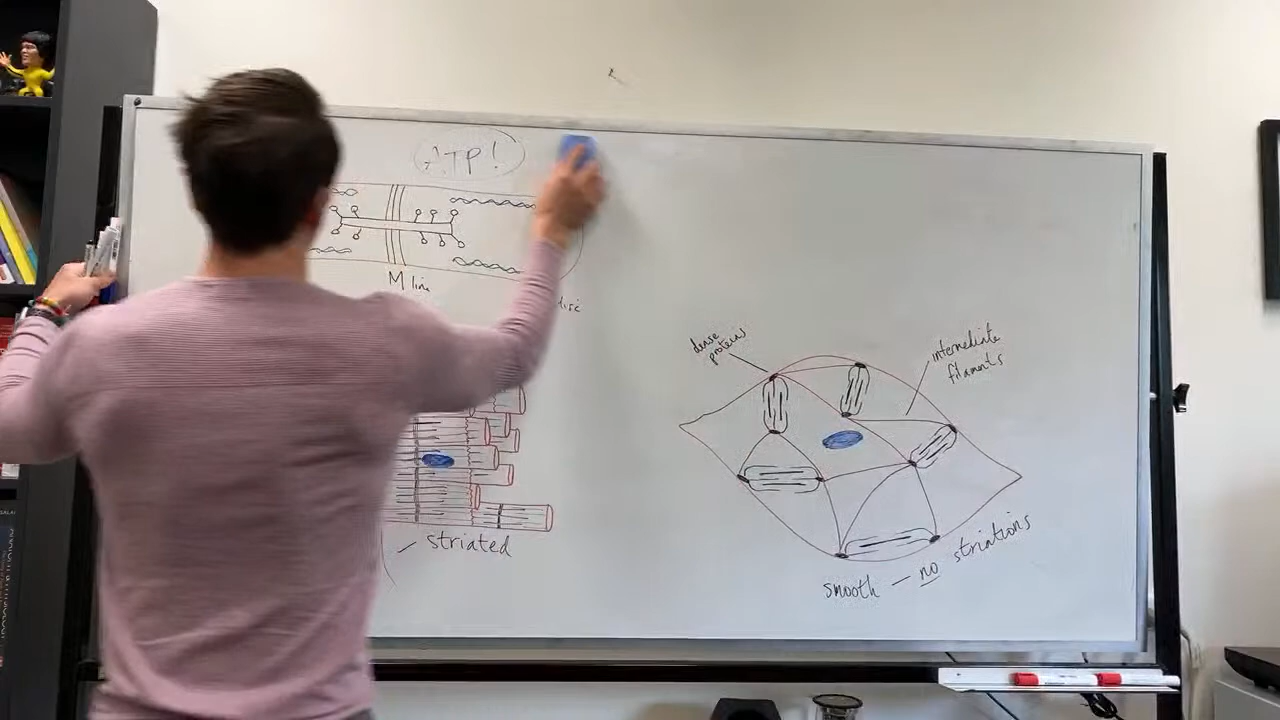 ATP!
M line
striated
dense
proteins
intermediate
filaments
smooth — no striations